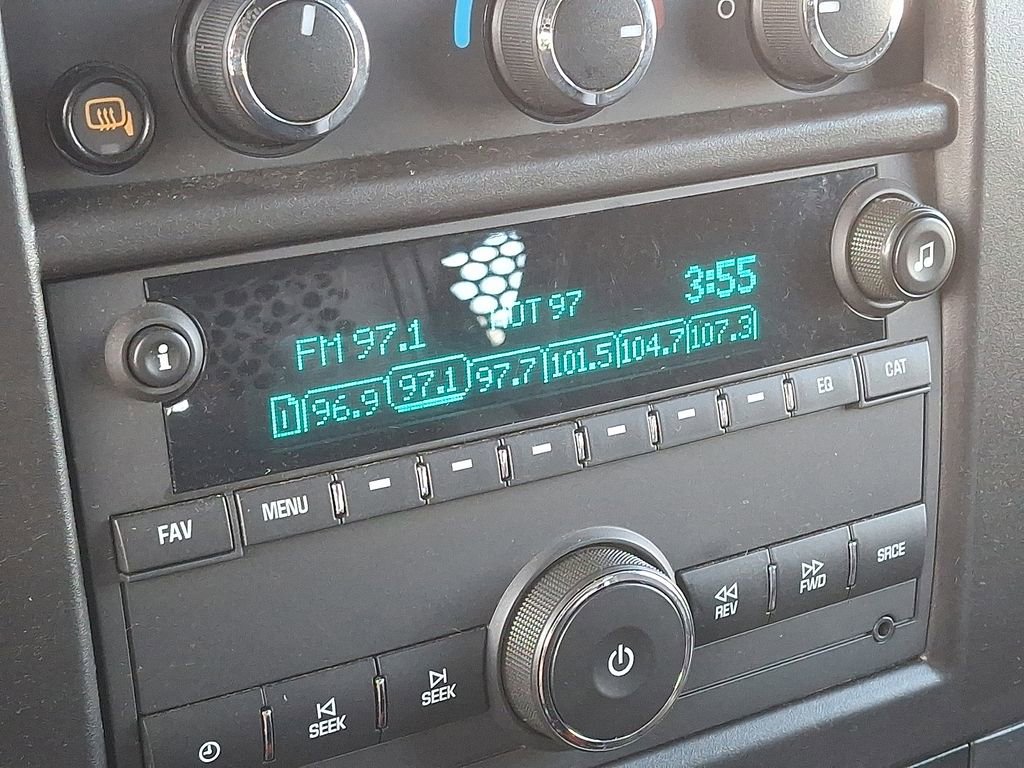 3:55
FM 97.1 HOT 97
1 96.9 97.1 97.7 101.5 104.7 107.3
i
FAV MENU EQ CAT
REV FWD SRCE
SEEK SEEK